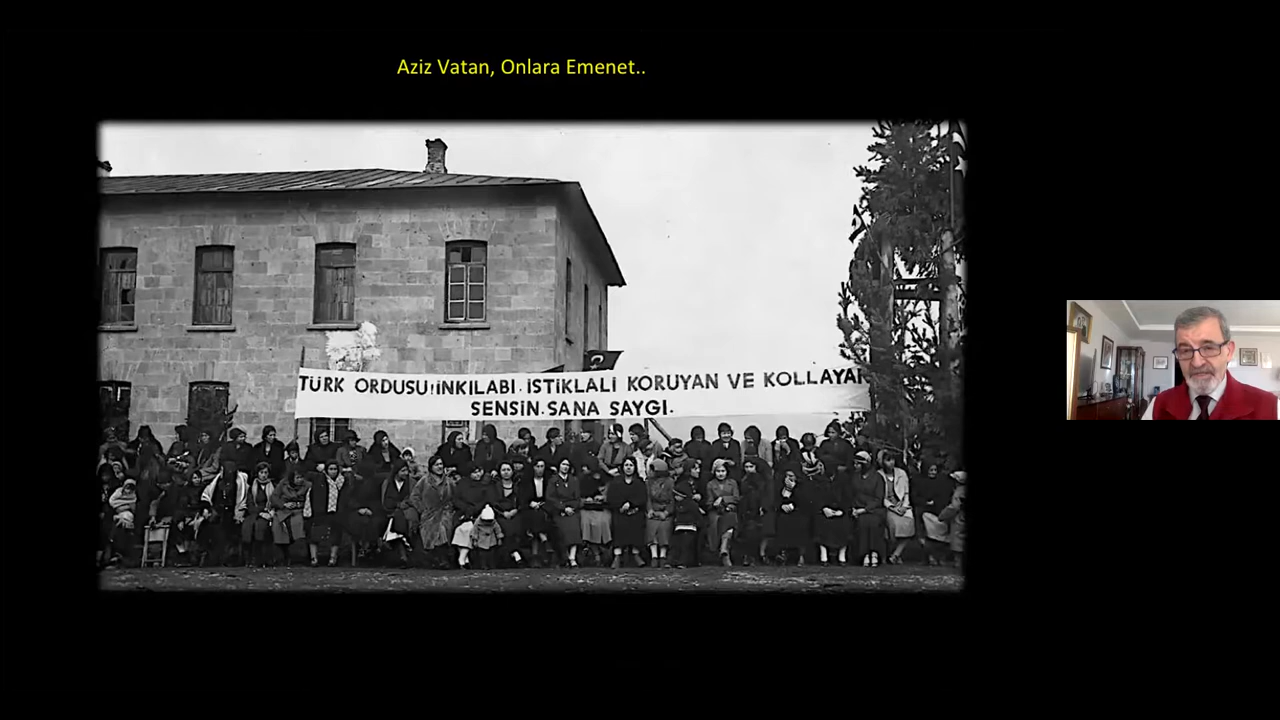 Aziz Vatan, Onlara Emenet..
TÜRK ORDUSU! İNKILABI. İSTİKLALİ KORUYAN VE KOLLAYAN
SENSİN. SANA SAYGI.